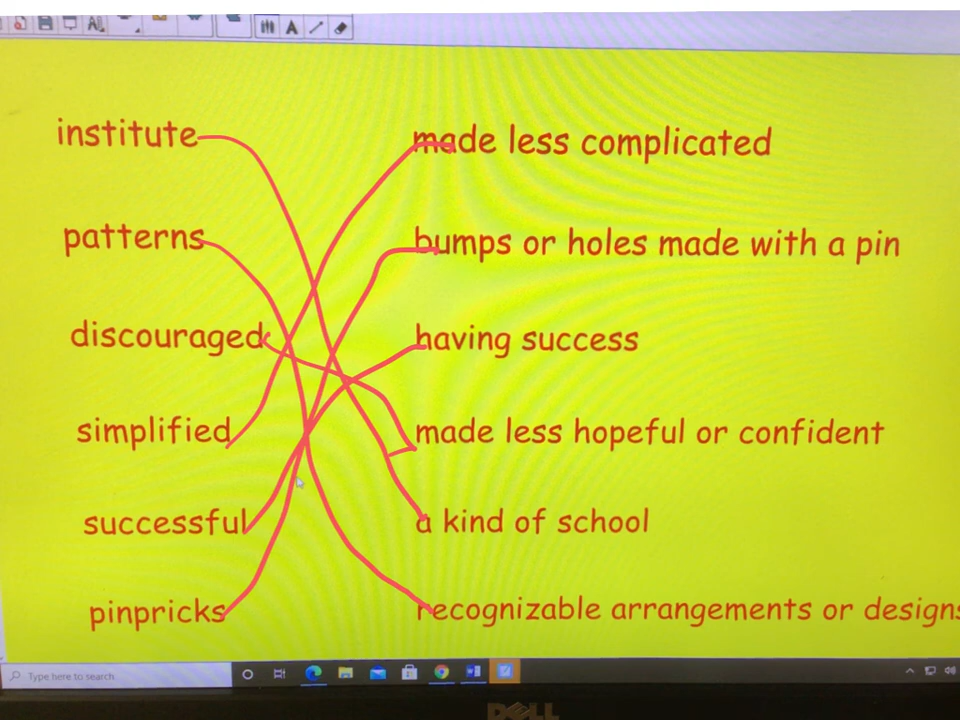 institute made less complicated
patterns bumps or holes made with a pin
discouraged having success
simplified made less hopeful or confident
successful a kind of school
pinpricks recognizable arrangements or designs
Type here to search
DELL